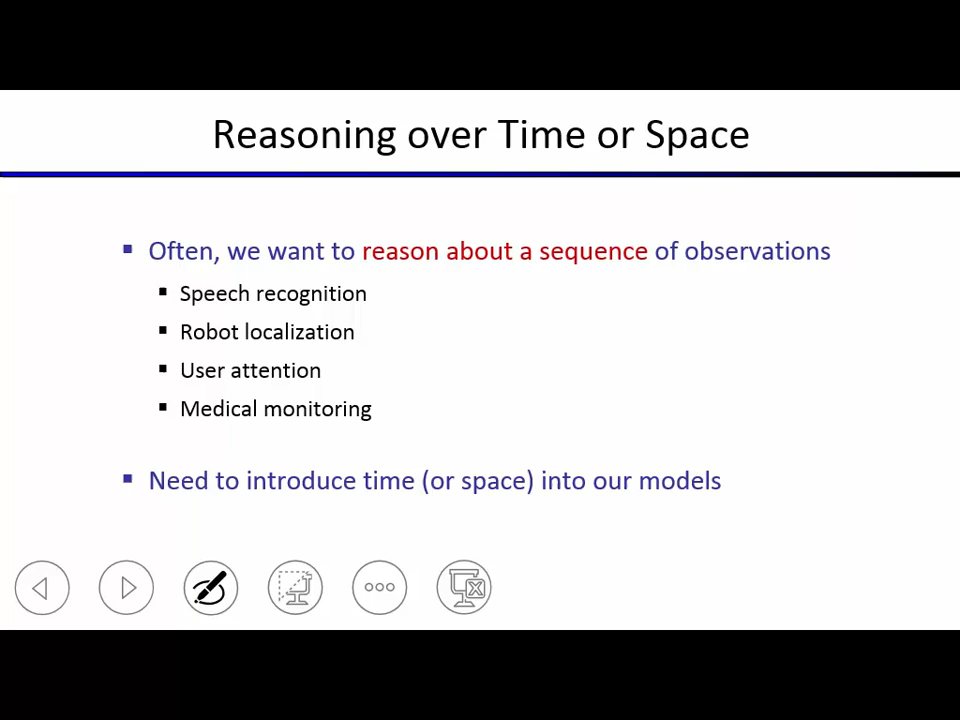 Reasoning over Time or Space
▪ Often, we want to reason about a sequence of observations
▪ Speech recognition
▪ Robot localization
▪ User attention
▪ Medical monitoring
▪ Need to introduce time (or space) into our models